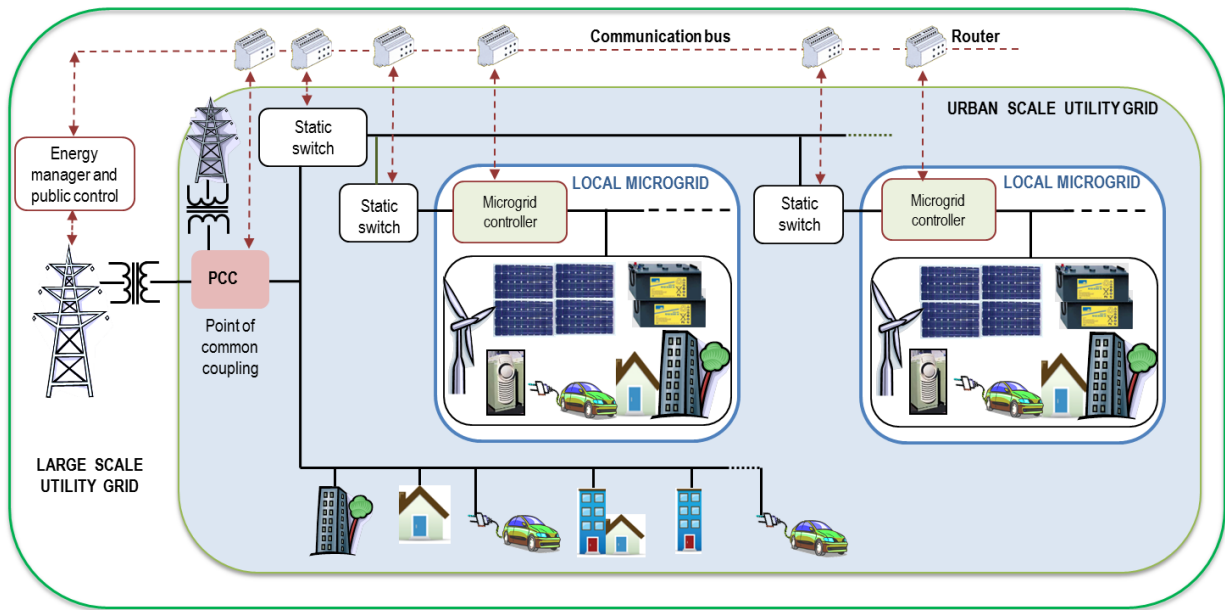 Communication bus
Router
URBAN SCALE UTILITY GRID
Static
switch
Energy
manager and
public control
LOCAL MICROGRID
LOCAL MICROGRID
Static
switch
Microgrid
controller
Static
switch
Microgrid
controller
PCC
Point of
common
coupling
LARGE SCALE
UTILITY GRID